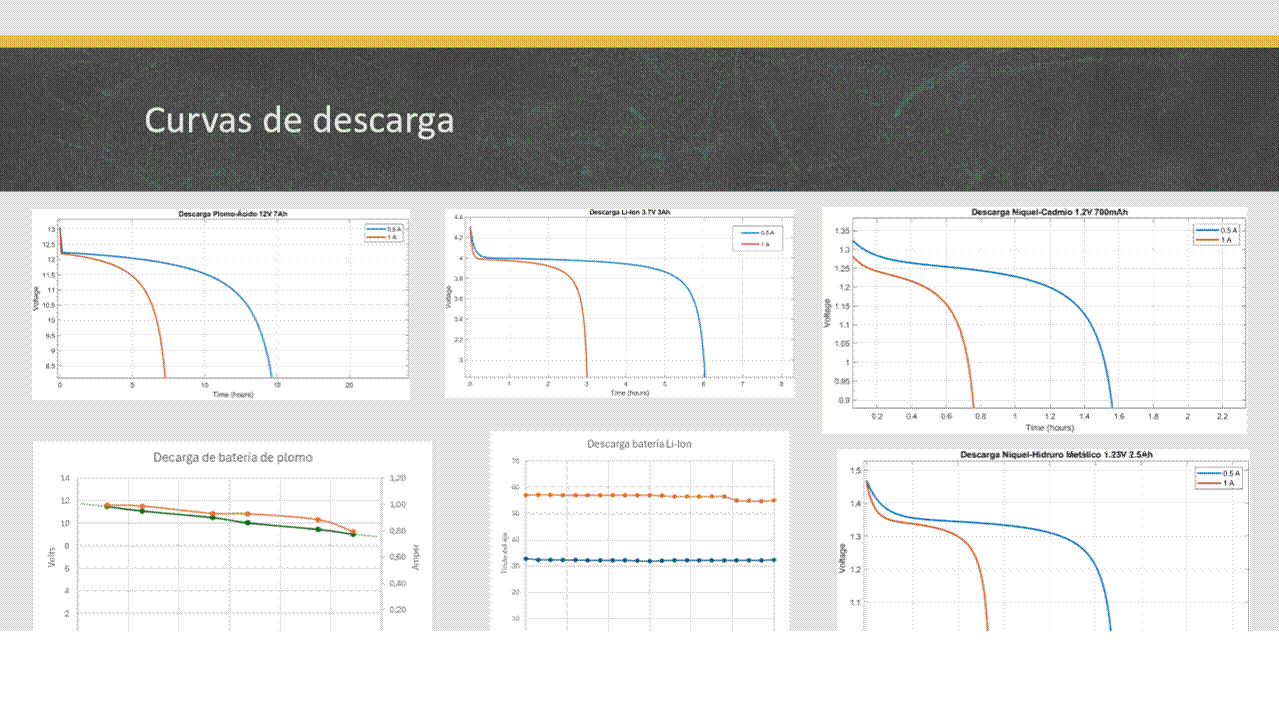 Curvas de descarga
Descarga Plomo-Ácido 12V 7Ah
0.5 A
1 A
13
12.5
12
11.5
11
10.5
10
9.5
9
8.5
Voltage
0
5
10
15
20
Time (hours)
Descarga Li-Ion 3.7V 3Ah
0.5 A
1 A
4.4
4.2
4
3.8
3.6
3.4
3.2
3
Voltage
0 1 2 3 4 5 6 7 8
Time (hours)
Descarga Níquel-Cadmio 1.2V 700mAh
0.5 A
1 A
1.35
1.3
1.25
1.2
1.15
1.1
1.05
1
0.95
0.9
Voltage
0.2 0.4 0.6 0.8 1 1.2 1.4 1.6 1.8 2 2.2
Time (hours)
Decarga de batería de plomo
14
12
10
8
6
4
2
Volts
1,20
1,00
0,80
0,60
0,40
0,20
Amper
Descarga batería Li-Ion
70
60
50
40
30
20
10
Título del eje
Descarga Níquel-Hidruro Metálico 1.25V 2.5Ah
0.5 A
1 A
1.5
1.4
1.3
1.2
1.1
Voltage